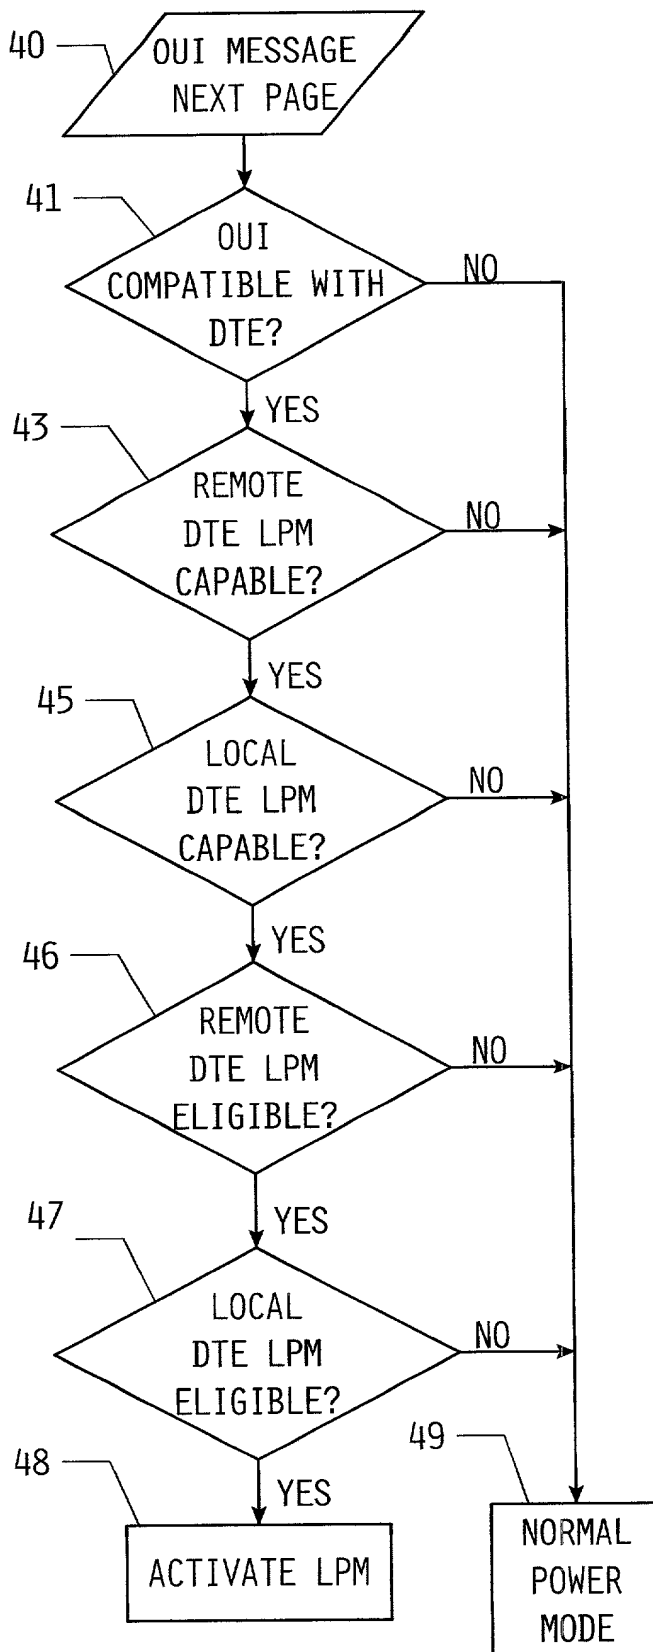 40
OUI MESSAGE
NEXT PAGE
41
OUI
COMPATIBLE WITH
DTE?
NO
YES
43
REMOTE
DTE LPM
CAPABLE?
NO
YES
45
LOCAL
DTE LPM
CAPABLE?
NO
YES
46
REMOTE
DTE LPM
ELIGIBLE?
NO
YES
47
LOCAL
DTE LPM
ELIGIBLE?
NO
YES
48
ACTIVATE LPM
49
NORMAL
POWER
MODE